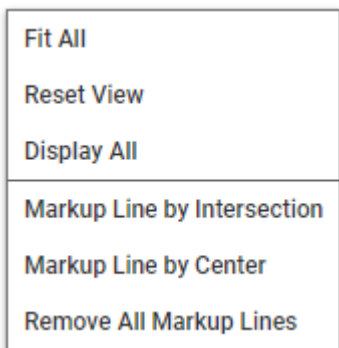 Fit All
Reset View
Display All
Markup Line by Intersection
Markup Line by Center
Remove All Markup Lines